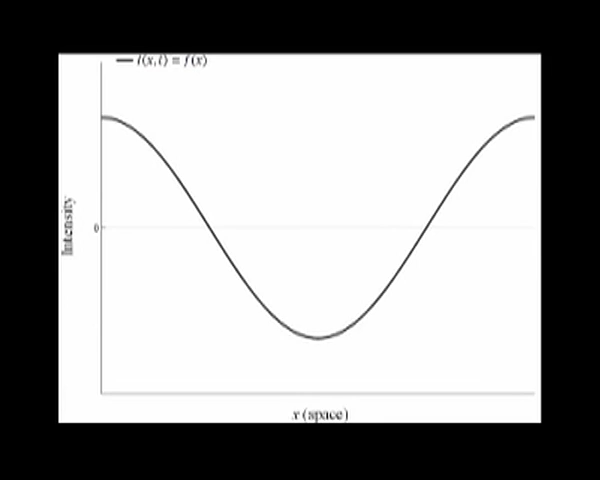 I(x,t) = f(x)
Intensity
0
x (space)